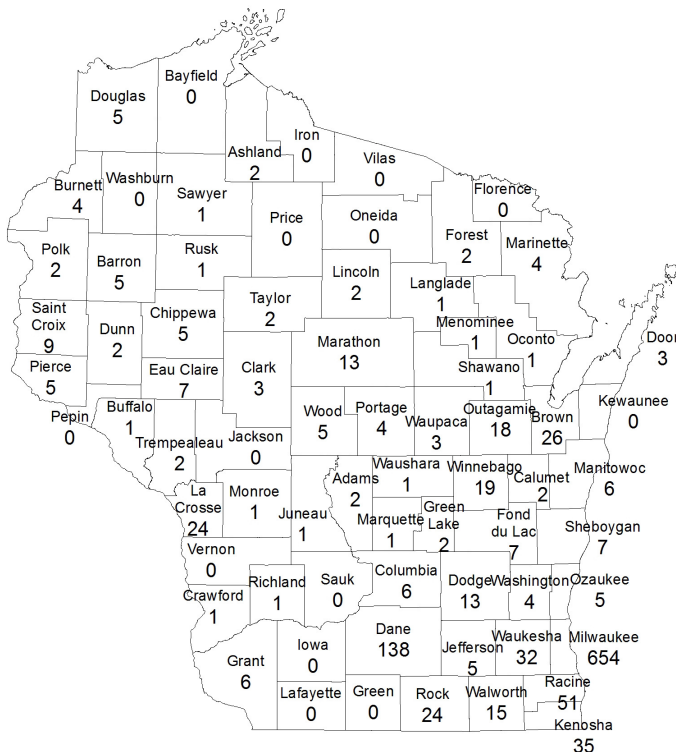 Bayfield
0
Douglas
5
Iron
0
Ashland
2
Vilas
0
Washburn
0
Burnett
4
Sawyer
1
Florence
0
Price
0
Oneida
0
Forest
2
Marinette
4
Polk
2
Barron
5
Rusk
1
Lincoln
2
Langlade
1
Taylor
2
Saint
Croix
9
Dunn
2
Chippewa
5
Menominee
1
Oconto
1
Door
3
Marathon
13
Pierce
5
Eau Claire
7
Clark
3
Shawano
1
Pepin
0
Buffalo
1
Trempealeau
2
Jackson
0
Wood
5
Portage
4
Waupaca
3
Outagamie
18
Brown
26
Kewaunee
0
La
Crosse
24
Monroe
1
Juneau
1
Adams
2
Waushara
1
Winnebago
19
Calumet
2
Manitowoc
6
Marquette
1
Green
Lake
2
Fond
du Lac
7
Sheboygan
7
Vernon
0
Crawford
1
Richland
1
Sauk
0
Columbia
6
Dodge
13
Washington
4
Ozaukee
5
Grant
6
Iowa
0
Dane
138
Jefferson
5
Waukesha
32
Milwaukee
654
Lafayette
0
Green
0
Rock
24
Walworth
15
Racine
51
Kenosha
35